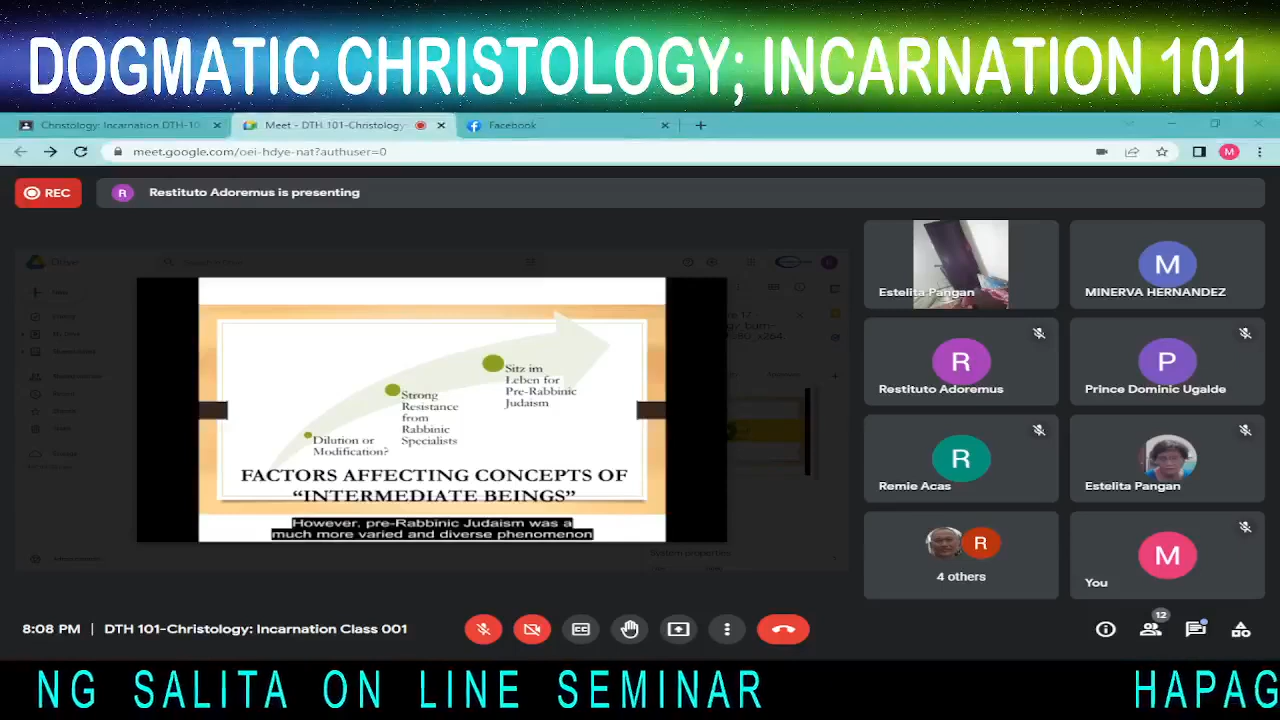 DOGMATIC CHRISTOLOGY; INCARNATION 101
Christology: Incarnation DTH-10
Meet - DTH 101-Christology
Facebook
meet.google.com/oei-hdye-nat?authuser=0
M
REC
R
Restituto Adoremus is presenting
Drive
Sitz im
Leben for
Pre-Rabbinic
Judaism
Strong
Resistance
from
Rabbinic
Specialists
Dilution or
Modification?
FACTORS AFFECTING CONCEPTS OF
“INTERMEDIATE BEINGS”
However, pre-Rabbinic Judaism was a
much more varied and diverse phenomenon
System properties
Estelita Pangan
M
MINERVA HERNANDEZ
R
Restituto Adoremus
P
Prince Dominic Ugalde
R
Remie Acas
Estelita Pangan
R
4 others
M
You
8:08 PM | DTH 101-Christology: Incarnation Class 001
CC
12
NG SALITA ON LINE SEMINAR HAPAG